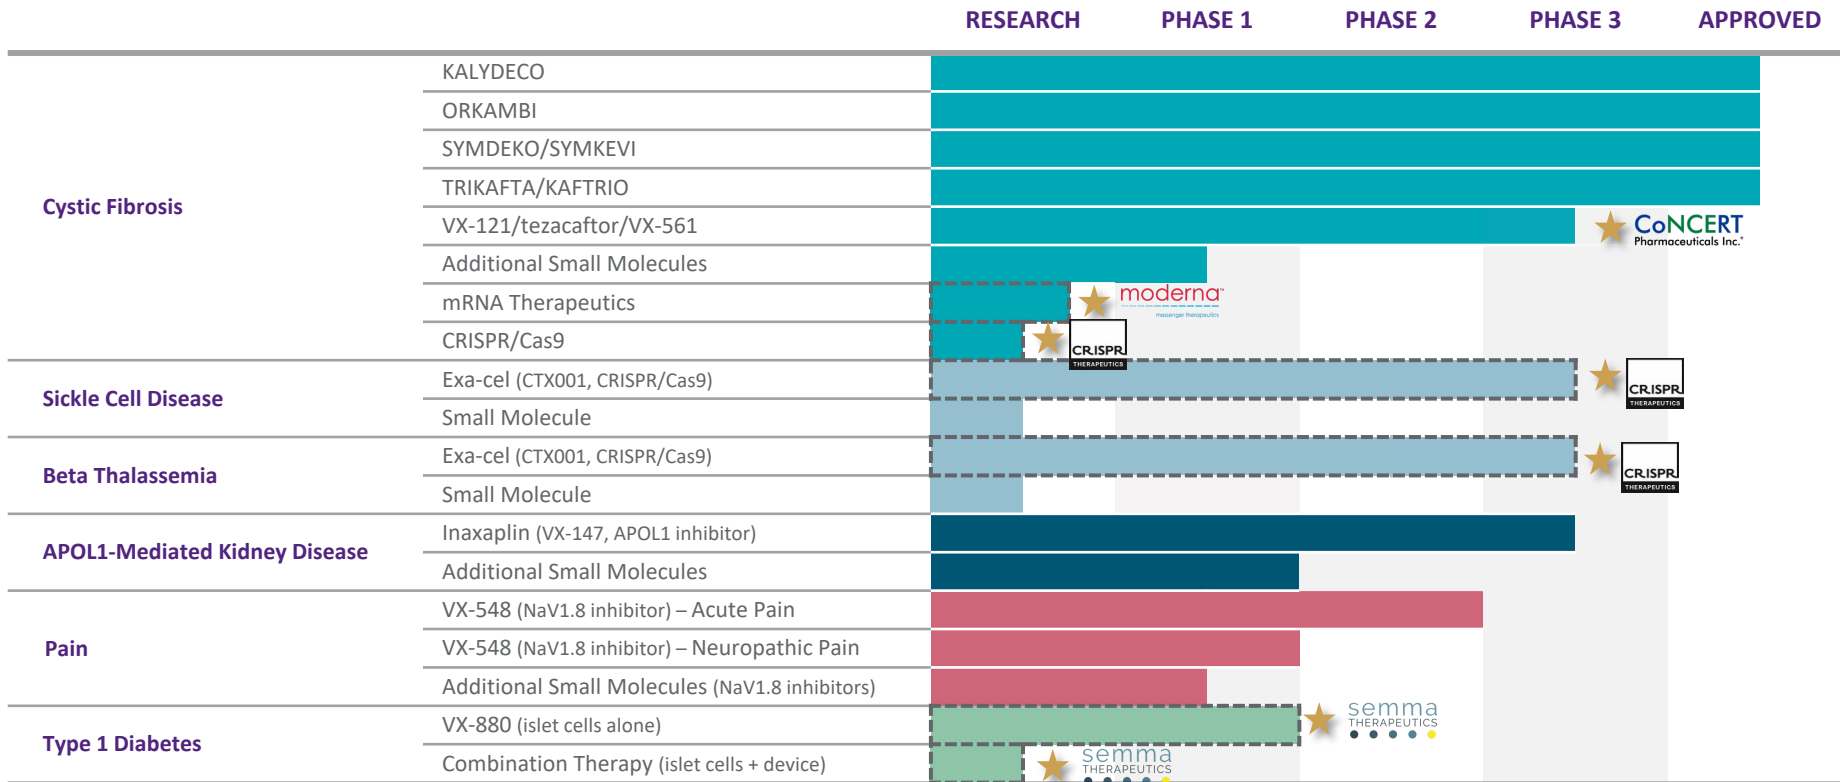 RESEARCH PHASE 1 PHASE 2 PHASE 3 APPROVED
Cystic Fibrosis
KALYDECO
ORKAMBI
SYMDEKO/SYMKEVI
TRIKAFTA/KAFTRIO
VX-121/tezacaftor/VX-561
CoNCERT
Pharmaceuticals Inc.
Additional Small Molecules
mRNA Therapeutics
moderna™
messenger therapeutics
CRISPR/Cas9
CRISPR
THERAPEUTICS
Sickle Cell Disease
Exa-cel (CTX001, CRISPR/Cas9)
CRISPR
THERAPEUTICS
Small Molecule
Beta Thalassemia
Exa-cel (CTX001, CRISPR/Cas9)
CRISPR
THERAPEUTICS
Small Molecule
APOL1-Mediated Kidney Disease
Inaxaplin (VX-147, APOL1 inhibitor)
Additional Small Molecules
Pain
VX-548 (NaV1.8 inhibitor) – Acute Pain
VX-548 (NaV1.8 inhibitor) – Neuropathic Pain
Additional Small Molecules (NaV1.8 inhibitors)
Type 1 Diabetes
VX-880 (islet cells alone)
semma
THERAPEUTICS
Combination Therapy (islet cells + device)
semma
THERAPEUTICS